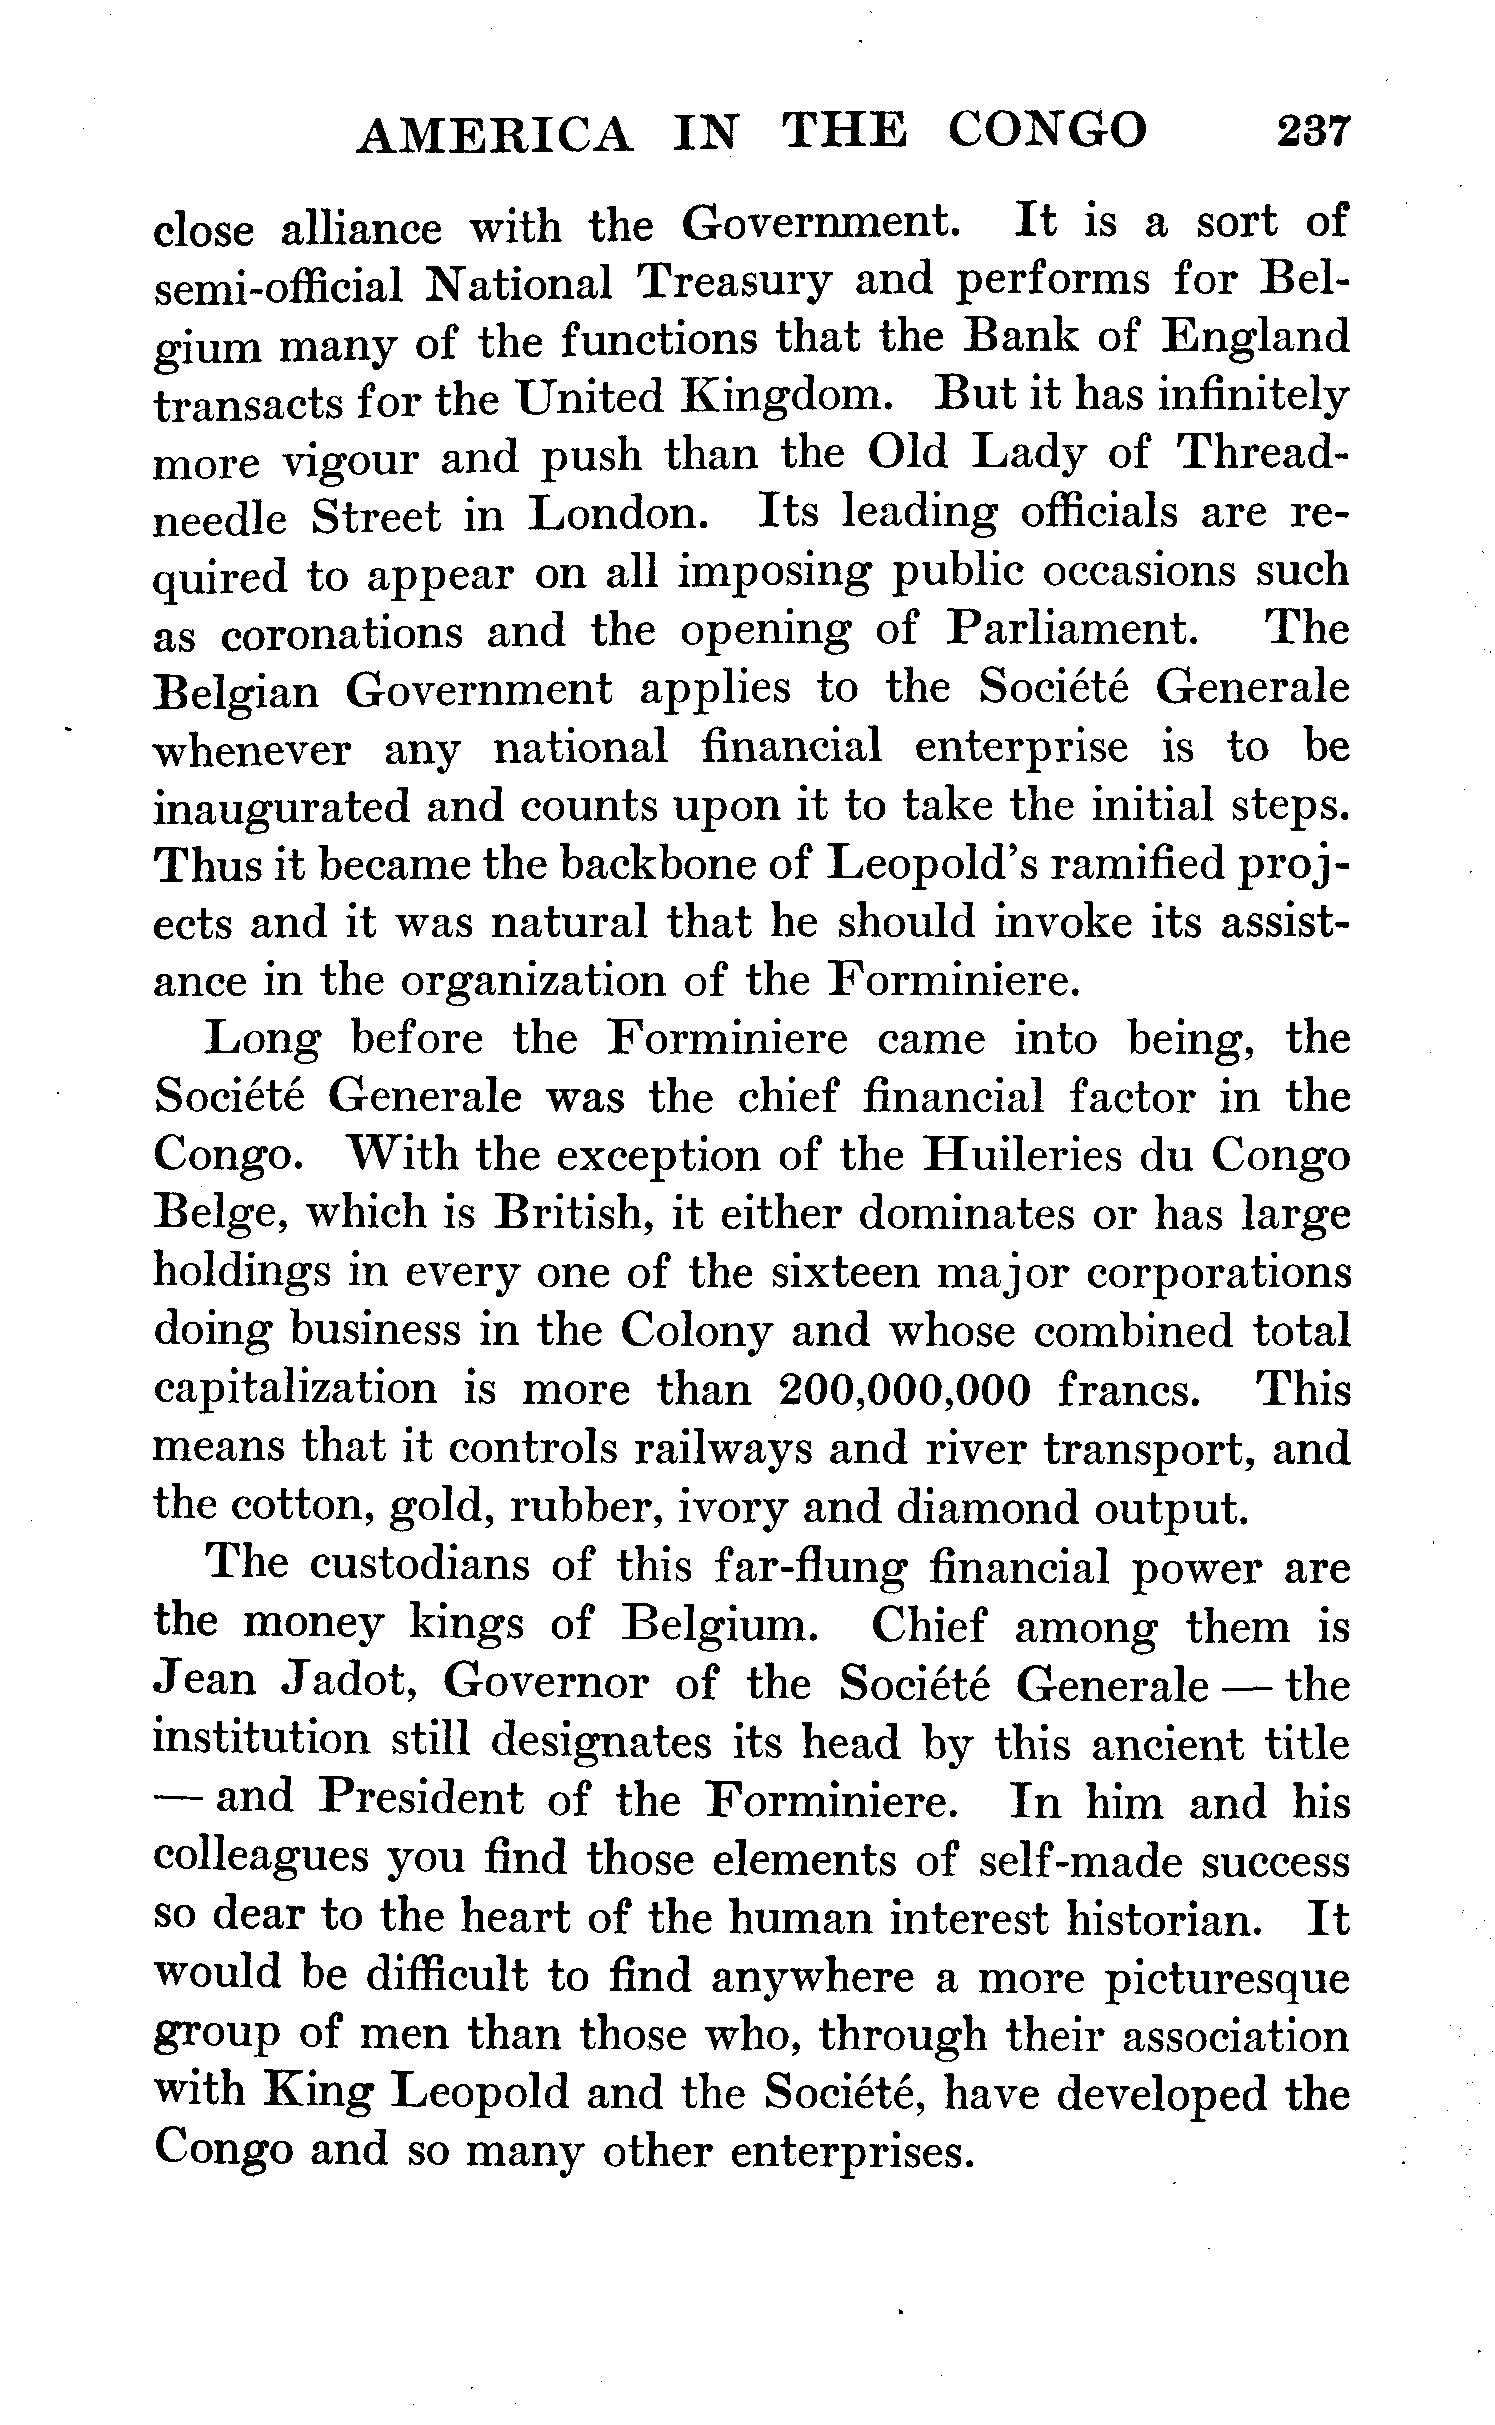 AMERICA IN THE CONGO 237
close alliance with the Government. It is a sort of
semi-official National Treasury and performs for Bel-
gium many of the functions that the Bank of England
transacts for the United Kingdom. But it has infinitely
more vigour and push than the Old Lady of Thread-
needle Street in London. Its leading officials are re-
quired to appear on all imposing public occasions such
as coronations and the opening of Parliament. The
Belgian Government applies to the Société Generale
whenever any national financial enterprise is to be
inaugurated and counts upon it to take the initial steps.
Thus it became the backbone of Leopold's ramified proj-
ects and it was natural that he should invoke its assist-
ance in the organization of the Forminiere.
Long before the Forminiere came into being, the
Société Generale was the chief financial factor in the
Congo. With the exception of the Huileries du Congo
Belge, which is British, it either dominates or has large
holdings in every one of the sixteen major corporations
doing business in the Colony and whose combined total
capitalization is more than 200,000,000 francs. This
means that it controls railways and river transport, and
the cotton, gold, rubber, ivory and diamond output.
The custodians of this far-flung financial power are
the money kings of Belgium. Chief among them is
Jean Jadot, Governor of the Société Generale — the
institution still designates its head by this ancient title
— and President of the Forminiere. In him and his
colleagues you find those elements of self-made success
so dear to the heart of the human interest historian. It
would be difficult to find anywhere a more picturesque
group of men than those who, through their association
with King Leopold and the Société, have developed the
Congo and so many other enterprises.